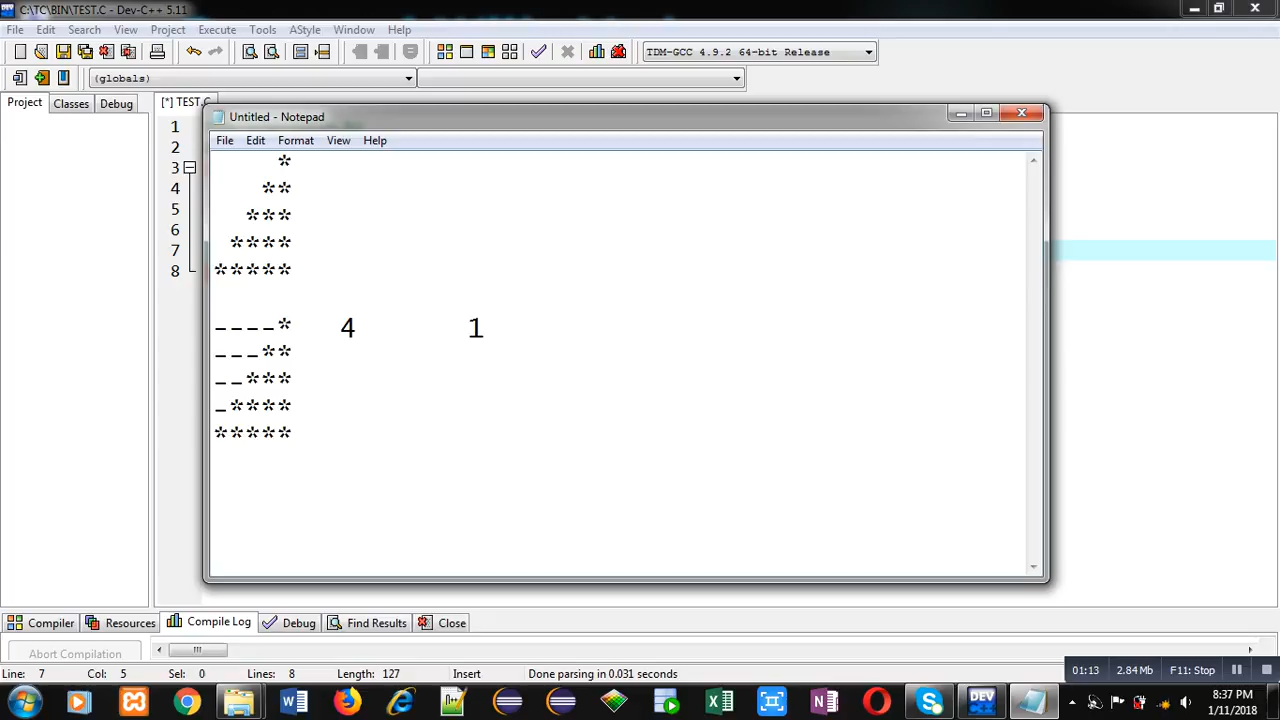 C:\TC\BIN\TEST.C - Dev-C++ 5.11
File Edit Search View Project Execute Tools AStyle Window Help
TDM-GCC 4.9.2 64-bit Release
(globals)
Project Classes Debug [*] TEST.C
Untitled - Notepad
File Edit Format View Help
1
2
3
4
5
6
7
8
*
**
***
****
*****
----* 4 1
---**
--***
-****
*****
Compiler Resources Compile Log Debug Find Results Close
Abort Compilation
Line: 7 Col: 5 Sel: 0 Lines: 8 Length: 127 Insert Done parsing in 0.031 seconds
01:13 2.84 Mb F11: Stop
8:37 PM
1/11/2018